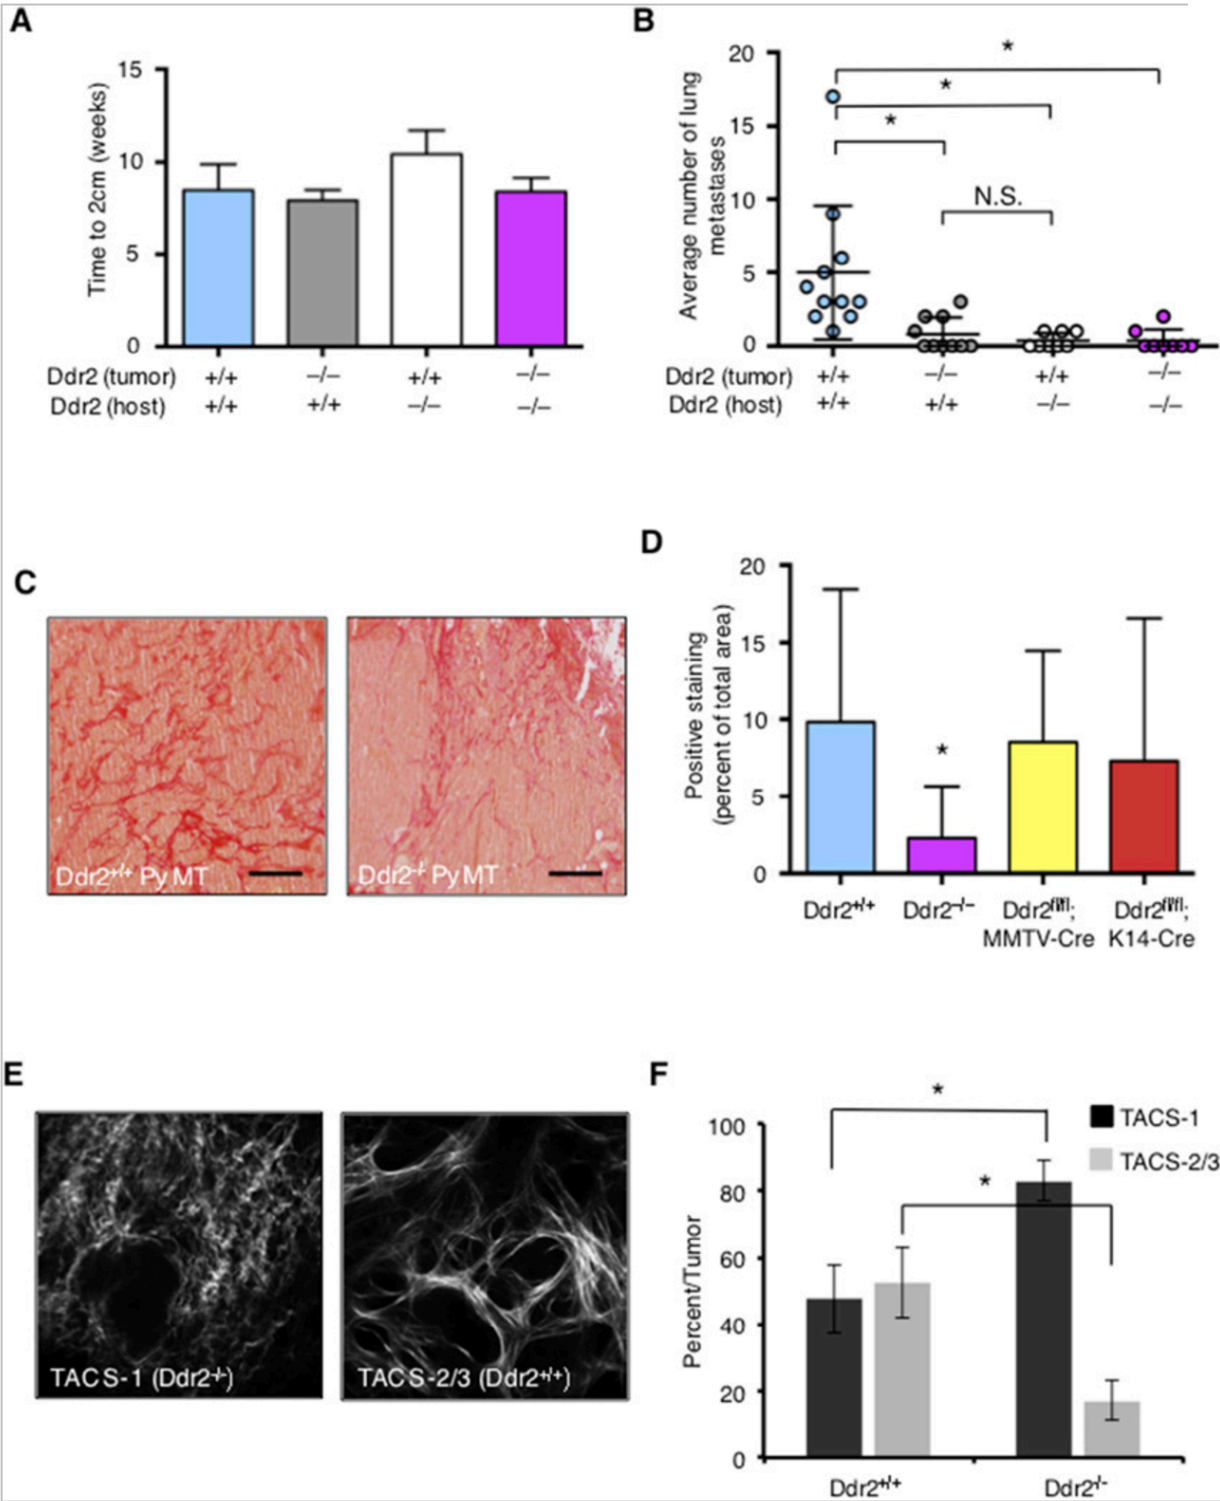 A
Time to 2cm (weeks)
15
10
5
0
Ddr2 (tumor) +/+ –/– +/+ –/–
Ddr2 (host) +/+ +/+ –/– –/–
B
Average number of lung
metastases
20
15
10
5
0
*
*
*
N.S.
Ddr2 (tumor) +/+ –/– +/+ –/–
Ddr2 (host) +/+ +/+ –/– –/–
C
Ddr2+/+ PyMT
Ddr2-/- PyMT
D
Positive staining
(percent of total area)
20
15
10
5
0
*
Ddr2+/+ Ddr2–/– Ddr2fl/fl; Ddr2fl/fl;
MMTV-Cre K14-Cre
E
TACS-1 (Ddr2-/-)
TACS-2/3 (Ddr2+/+)
F
Percent/Tumor
100
80
60
40
20
0
*
*
TACS-1
TACS-2/3
Ddr2+/+ Ddr2-/-